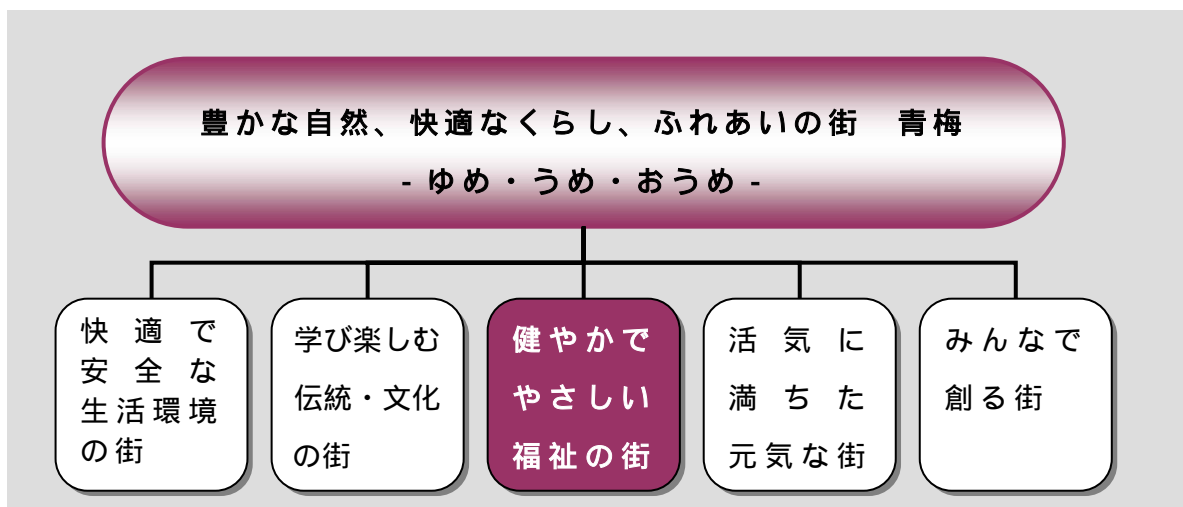 豊かな自然、快適なくらし、ふれあいの街　青梅
- ゆめ・うめ・おうめ -
快適で
安全な
生活環境
の街
学び楽しむ
伝統・文化
の街
健やかで
やさしい
福祉の街
活気に
満ちた
元気な街
みんなで
創る街